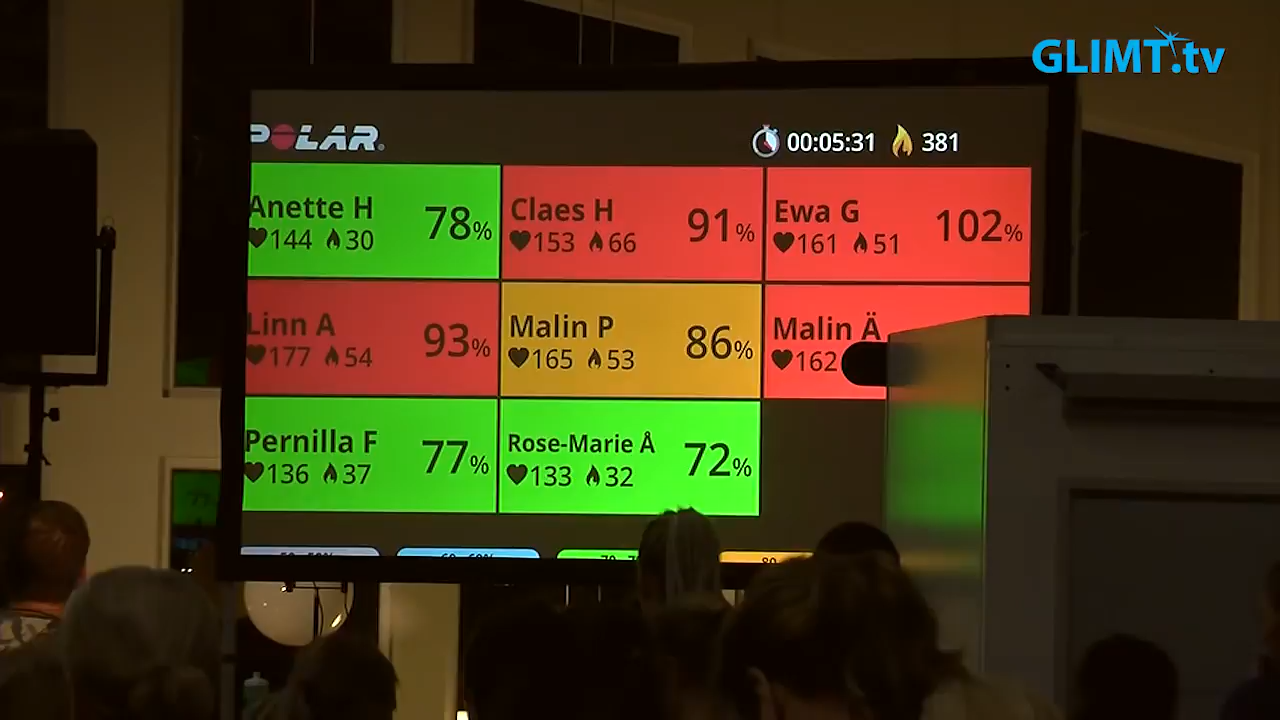 GLIMT.tv
POLAR
00:05:31 381
Anette H 78%
144 30
Claes H 91%
153 66
Ewa G 102%
161 51
Linn A 93%
177 54
Malin P 86%
165 53
Malin Ä
162
Pernilla F 77%
136 37
Rose-Marie Å 72%
133 32